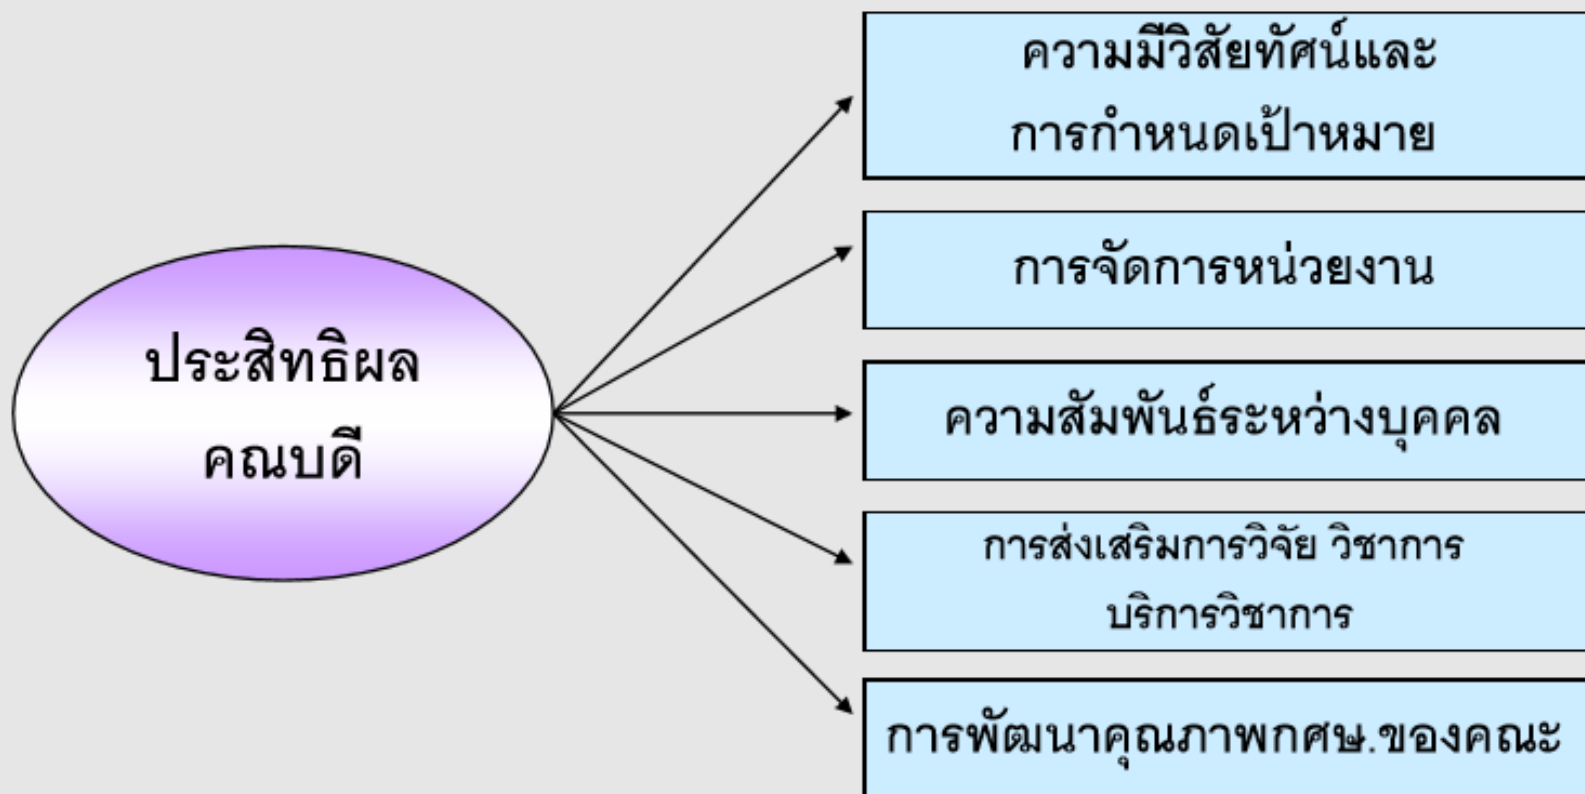 ความมีวิสัยทัศน์และ
การกำหนดเป้าหมาย
การจัดการหน่วยงาน
ประสิทธิผล
คณบดี
ความสัมพันธ์ระหว่างบุคคล
การส่งเสริมการวิจัย วิชาการ
บริการวิชาการ
การพัฒนาคุณภาพกศษ.ของคณะ